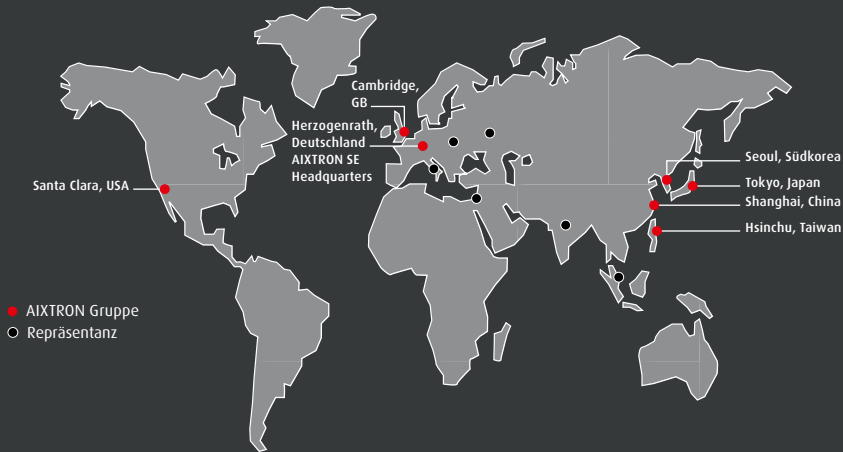 Cambridge,
GB
Herzogenrath,
Deutschland
AIXTRON SE
Headquarters
Santa Clara, USA
Seoul, Südkorea
Tokyo, Japan
Shanghai, China
Hsinchu, Taiwan
AIXTRON Gruppe
Repräsentanz